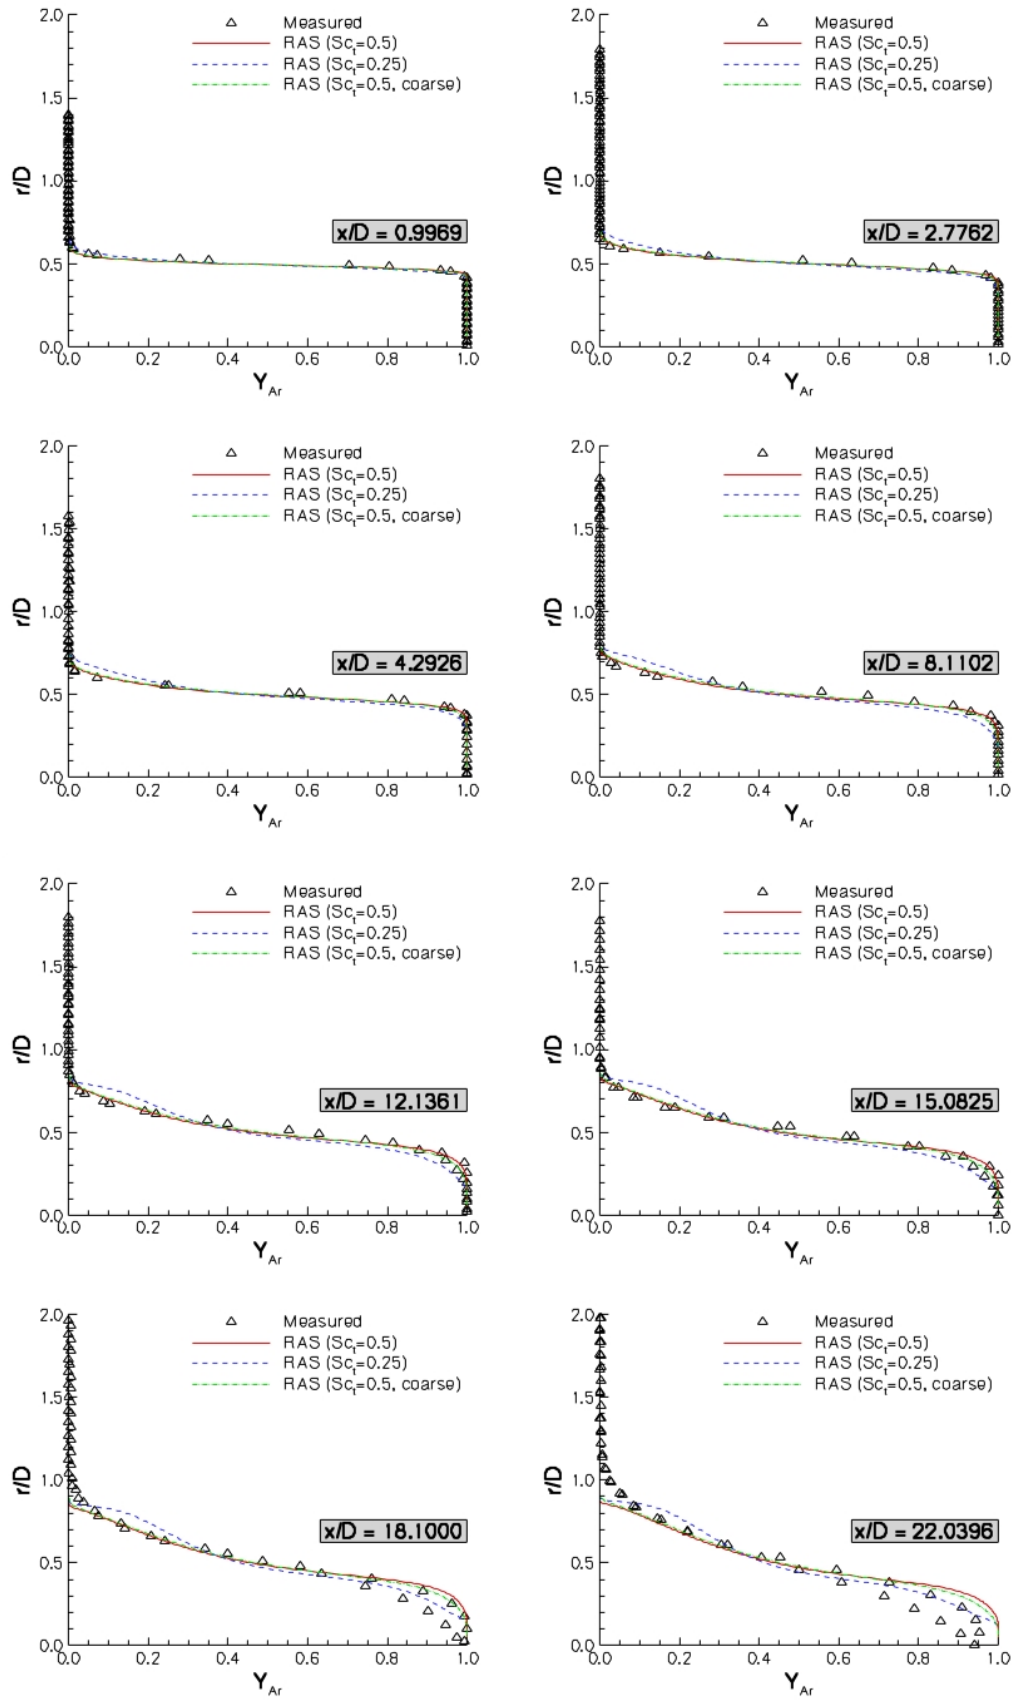 2.0
Measured
RAS (Sc_t=0.5)
RAS (Sc_t=0.25)
RAS (Sc_t=0.5, coarse)
1.5
r/D
1.0
x/D = 0.9969
0.5
0.0
0.0 0.2 0.4 0.6 0.8 1.0
Y_Ar
2.0
Measured
RAS (Sc_t=0.5)
RAS (Sc_t=0.25)
RAS (Sc_t=0.5, coarse)
1.5
r/D
1.0
x/D = 2.7762
0.5
0.0
0.0 0.2 0.4 0.6 0.8 1.0
Y_Ar
2.0
Measured
RAS (Sc_t=0.5)
RAS (Sc_t=0.25)
RAS (Sc_t=0.5, coarse)
1.5
r/D
1.0
x/D = 4.2926
0.5
0.0
0.0 0.2 0.4 0.6 0.8 1.0
Y_Ar
2.0
Measured
RAS (Sc_t=0.5)
RAS (Sc_t=0.25)
RAS (Sc_t=0.5, coarse)
1.5
r/D
1.0
x/D = 8.1102
0.5
0.0
0.0 0.2 0.4 0.6 0.8 1.0
Y_Ar
2.0
Measured
RAS (Sc_t=0.5)
RAS (Sc_t=0.25)
RAS (Sc_t=0.5, coarse)
1.5
r/D
1.0
x/D = 12.1361
0.5
0.0
0.0 0.2 0.4 0.6 0.8 1.0
Y_Ar
2.0
Measured
RAS (Sc_t=0.5)
RAS (Sc_t=0.25)
RAS (Sc_t=0.5, coarse)
1.5
r/D
1.0
x/D = 15.0825
0.5
0.0
0.0 0.2 0.4 0.6 0.8 1.0
Y_Ar
2.0
Measured
RAS (Sc_t=0.5)
RAS (Sc_t=0.25)
RAS (Sc_t=0.5, coarse)
1.5
r/D
1.0
x/D = 18.1000
0.5
0.0
0.0 0.2 0.4 0.6 0.8 1.0
Y_Ar
2.0
Measured
RAS (Sc_t=0.5)
RAS (Sc_t=0.25)
RAS (Sc_t=0.5, coarse)
1.5
r/D
1.0
x/D = 22.0396
0.5
0.0
0.0 0.2 0.4 0.6 0.8 1.0
Y_Ar